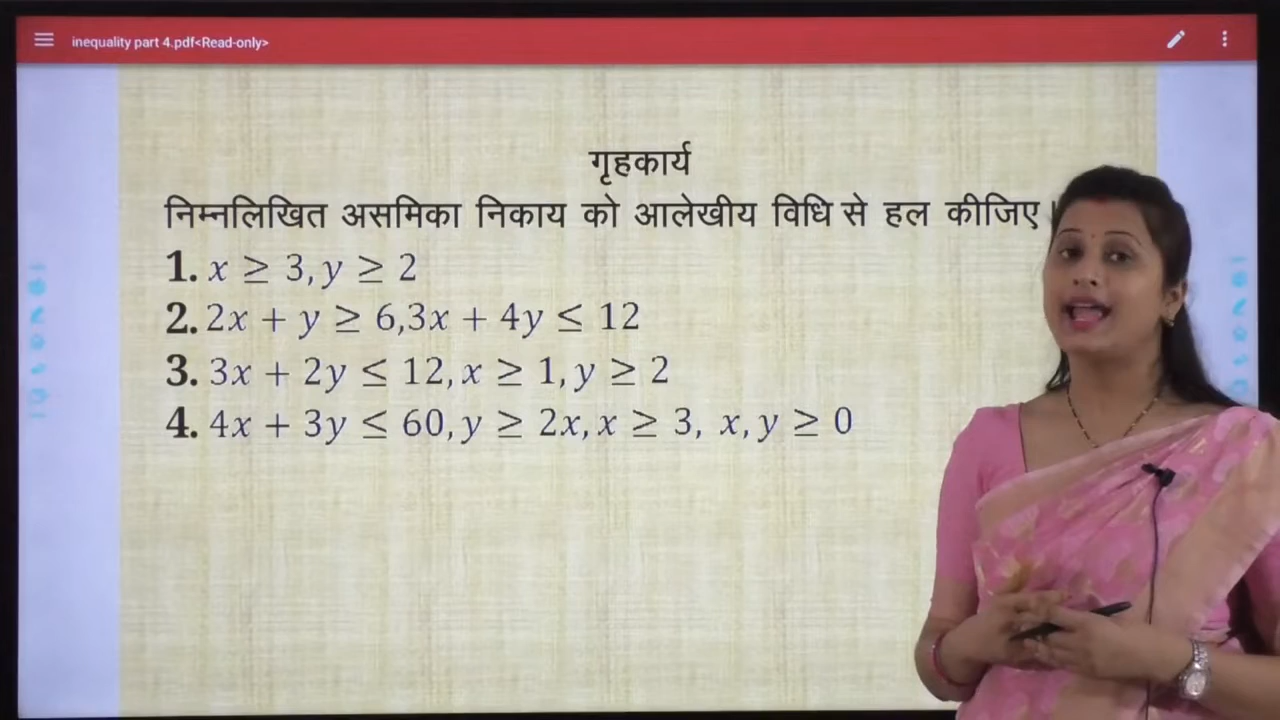 inequality part 4.pdf<Read-only>
गृहकार्य
निम्नलिखित असमिका निकाय को आलेखीय विधि से हल कीजिए।
1. x ≥ 3, y ≥ 2
2. 2x + y ≥ 6,3x + 4y ≤ 12
3. 3x + 2y ≤ 12, x ≥ 1, y ≥ 2
4. 4x + 3y ≤ 60, y ≥ 2x, x ≥ 3, x, y ≥ 0